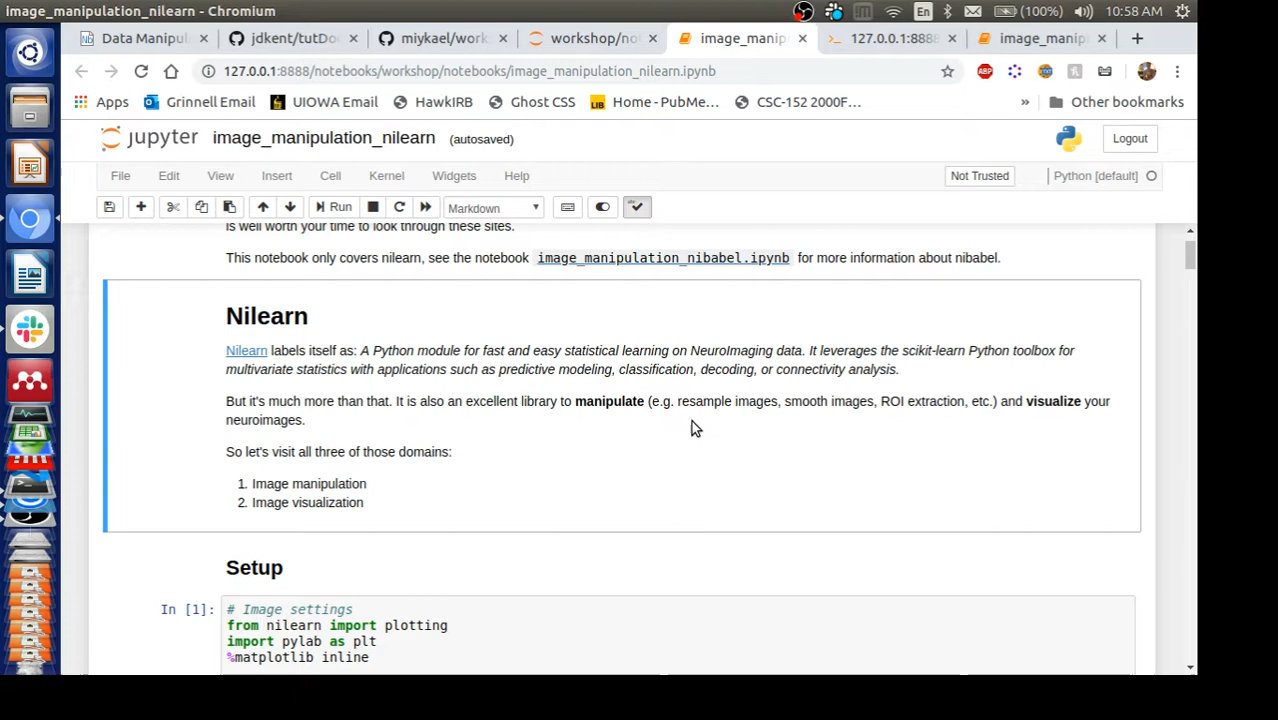 image_manipulation_nilearn - Chromium
En
(100%)
10:58 AM
Data Manipul
jdkent/tutDo
miykael/work
workshop/no
image_manip
127.0.0.1:8888
image_manip
127.0.0.1:8888/notebooks/workshop/notebooks/image_manipulation_nilearn.ipynb
ABP
Apps
Grinnell Email
UIOWA Email
HawkIRB
Ghost CSS
LIB
Home - PubMe...
CSC-152 2000F...
»
Other bookmarks
jupyter
image_manipulation_nilearn
(autosaved)
Logout
File
Edit
View
Insert
Cell
Kernel
Widgets
Help
Not Trusted
Python [default]
Run
Markdown
is well worth your time to look through these sites.
This notebook only covers nilearn, see the notebook image_manipulation_nibabel.ipynb for more information about nibabel.
Nilearn
Nilearn labels itself as: A Python module for fast and easy statistical learning on NeuroImaging data. It leverages the scikit-learn Python toolbox for
multivariate statistics with applications such as predictive modeling, classification, decoding, or connectivity analysis.
But it's much more than that. It is also an excellent library to manipulate (e.g. resample images, smooth images, ROI extraction, etc.) and visualize your
neuroimages.
So let's visit all three of those domains:
1. Image manipulation
2. Image visualization
Setup
In [1]:
# Image settings
from nilearn import plotting
import pylab as plt
%matplotlib inline